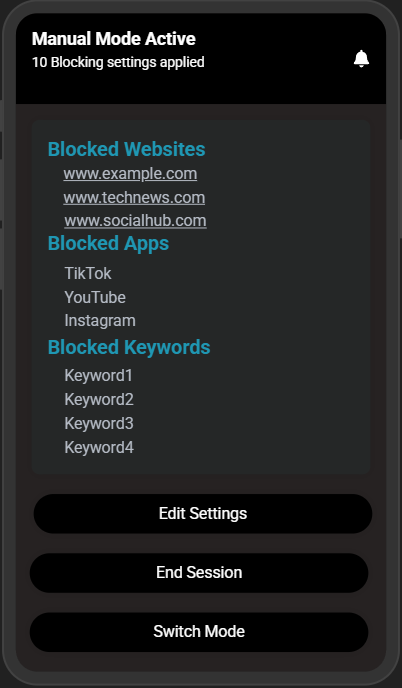 Manual Mode Active
10 Blocking settings applied
Blocked Websites
www.example.com
www.technews.com
www.socialhub.com
Blocked Apps
TikTok
YouTube
Instagram
Blocked Keywords
Keyword1
Keyword2
Keyword3
Keyword4
Edit Settings
End Session
Switch Mode